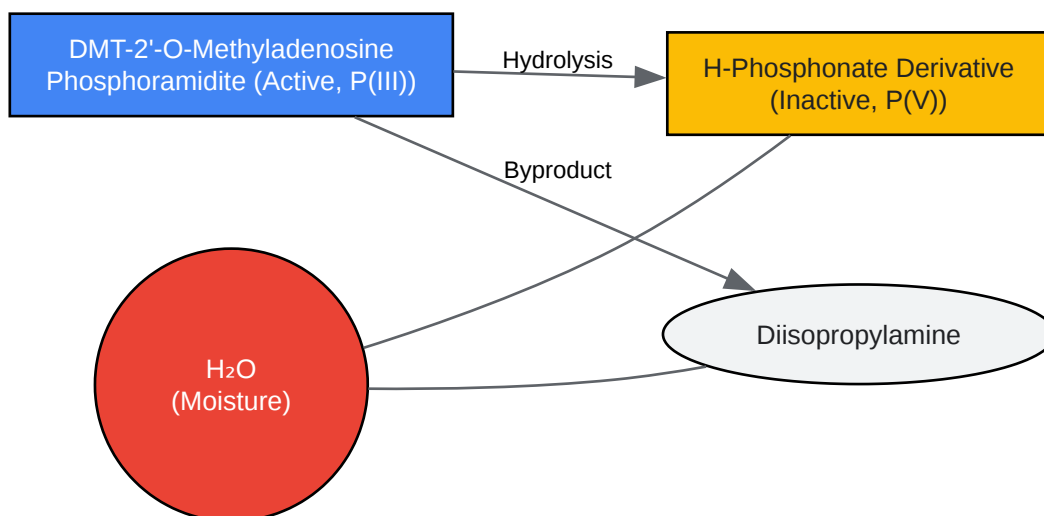 DMT-2'-O-Methyladenosine
Phosphoramidite (Active, P(III))
Hydrolysis
H-Phosphonate Derivative
(Inactive, P(V))
Byproduct
H₂O
(Moisture)
Diisopropylamine